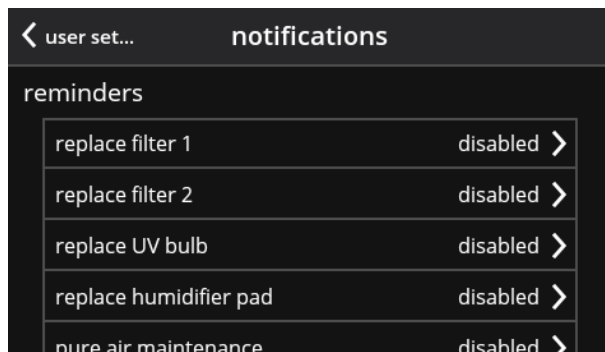 user set... notifications
reminders
replace filter 1 disabled
replace filter 2 disabled
replace UV bulb disabled
replace humidifier pad disabled
pure air maintenance disabled